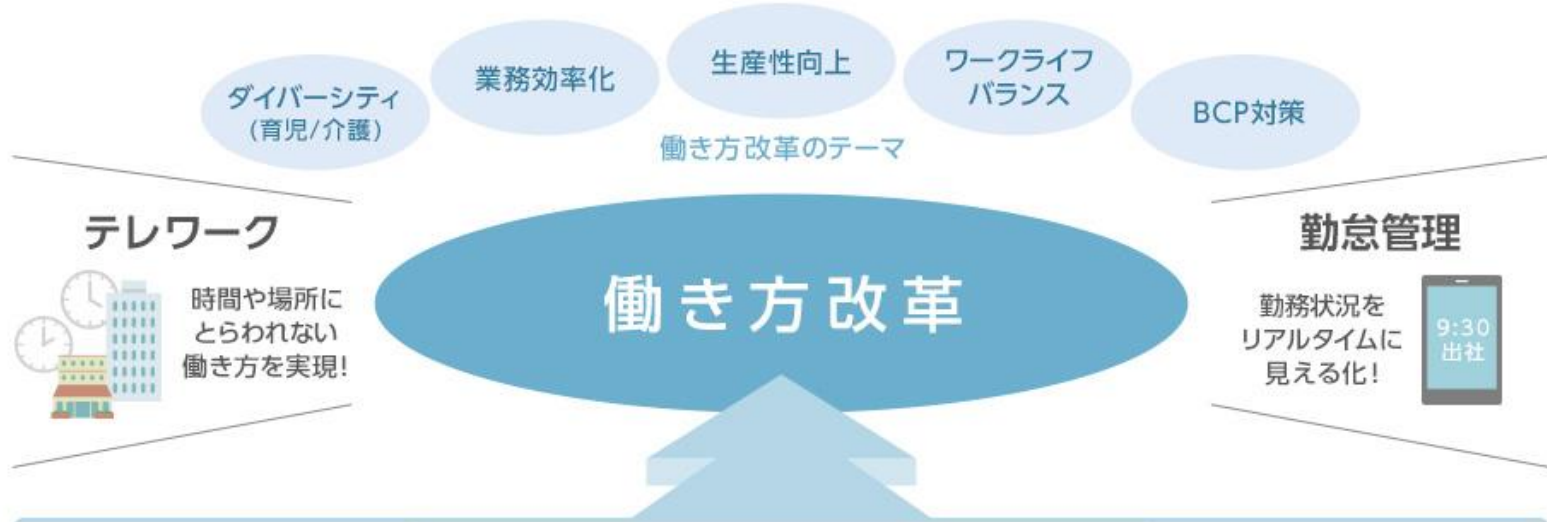 ダイバーシティ
(育児/介護)
業務効率化
生産性向上
ワークライフ
バランス
BCP対策
働き方改革のテーマ
テレワーク
時間や場所に
とらわれない
働き方を実現!
働き方改革
勤怠管理
勤務状況を
リアルタイムに
見える化!
9:30
出社